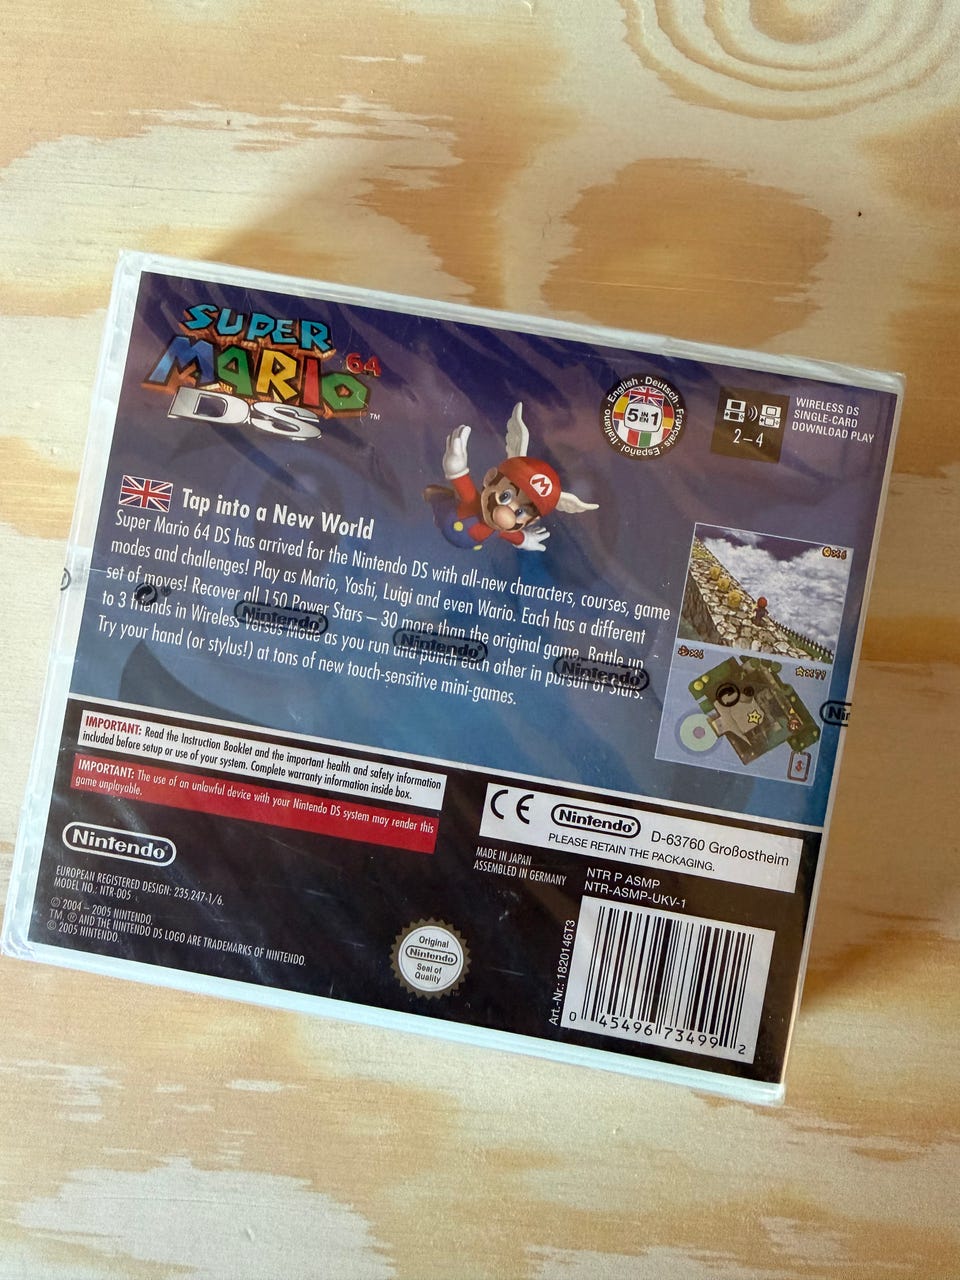 SUPER
MARIO 64
DS™
English · Deutsch · Français · Español · Italiano
5 IN EN 1
2–4
WIRELESS DS
SINGLE-CARD
DOWNLOAD PLAY
M
Tap into a New World
Super Mario 64 DS has arrived for the Nintendo DS with all-new characters, courses, game
modes and challenges! Play as Mario, Yoshi, Luigi and even Wario. Each has a different
set of moves! Recover all 150 Power Stars – 30 more than the original game. Battle up
to 3 friends in Wireless Versus Mode as you run and punch each other in pursuit of Stars.
Try your hand (or stylus!) at tons of new touch-sensitive mini-games.
Nintendo®
Nintendo®
Nintendo®
Nin
IMPORTANT: Read the Instruction Booklet and the important health and safety information
included before setup or use of your system. Complete warranty information inside box.
IMPORTANT: The use of an unlawful device with your Nintendo DS system may render this
game unplayable.
Nintendo®
EUROPEAN REGISTERED DESIGN: 235,247-1/6.
MODEL NO.: NTR-005
© 2004 – 2005 NINTENDO.
TM, ® AND THE NINTENDO DS LOGO ARE TRADEMARKS OF NINTENDO.
© 2005 NINTENDO.
CE Nintendo® D-63760 Großostheim
PLEASE RETAIN THE PACKAGING.
MADE IN JAPAN
ASSEMBLED IN GERMANY
NTR P ASMP
NTR-ASMP-UKV-1
Original
Nintendo®
Seal of
Quality
™
Art.-Nr.: 1820146T3
0 45496 73499 2